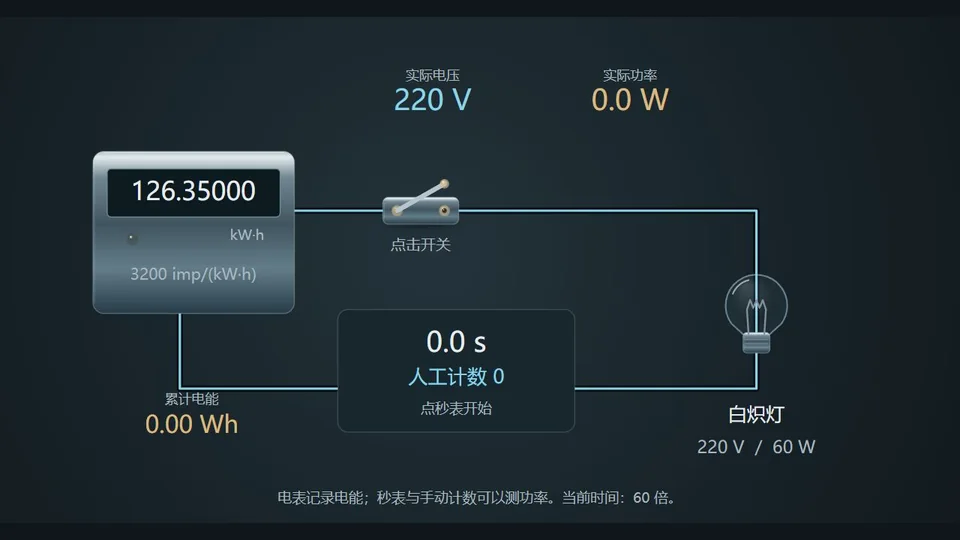 实际电压
220 V
实际功率
0.0 W
126.35000
kW·h
3200 imp/(kW·h)
点击开关
0.0 s
人工计数 0
点秒表开始
累计电能
0.00 Wh
白炽灯
220 V / 60 W
电表记录电能；秒表与手动计数可以测功率。当前时间：60 倍。